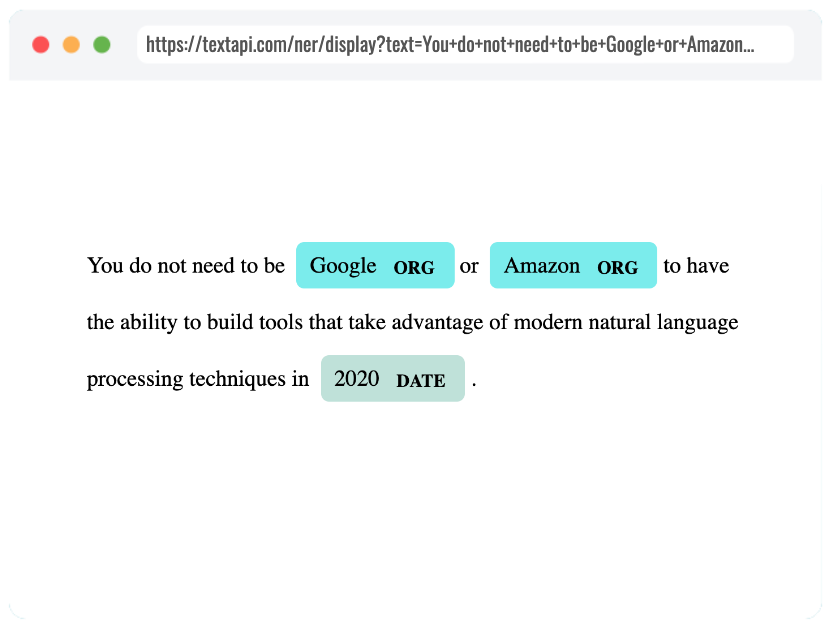 https://textapi.com/ner/display?text=You+do+not+need+to+be+Google+or+Amazon...
You do not need to be Google ORG or Amazon ORG to have
the ability to build tools that take advantage of modern natural language
processing techniques in 2020 DATE .